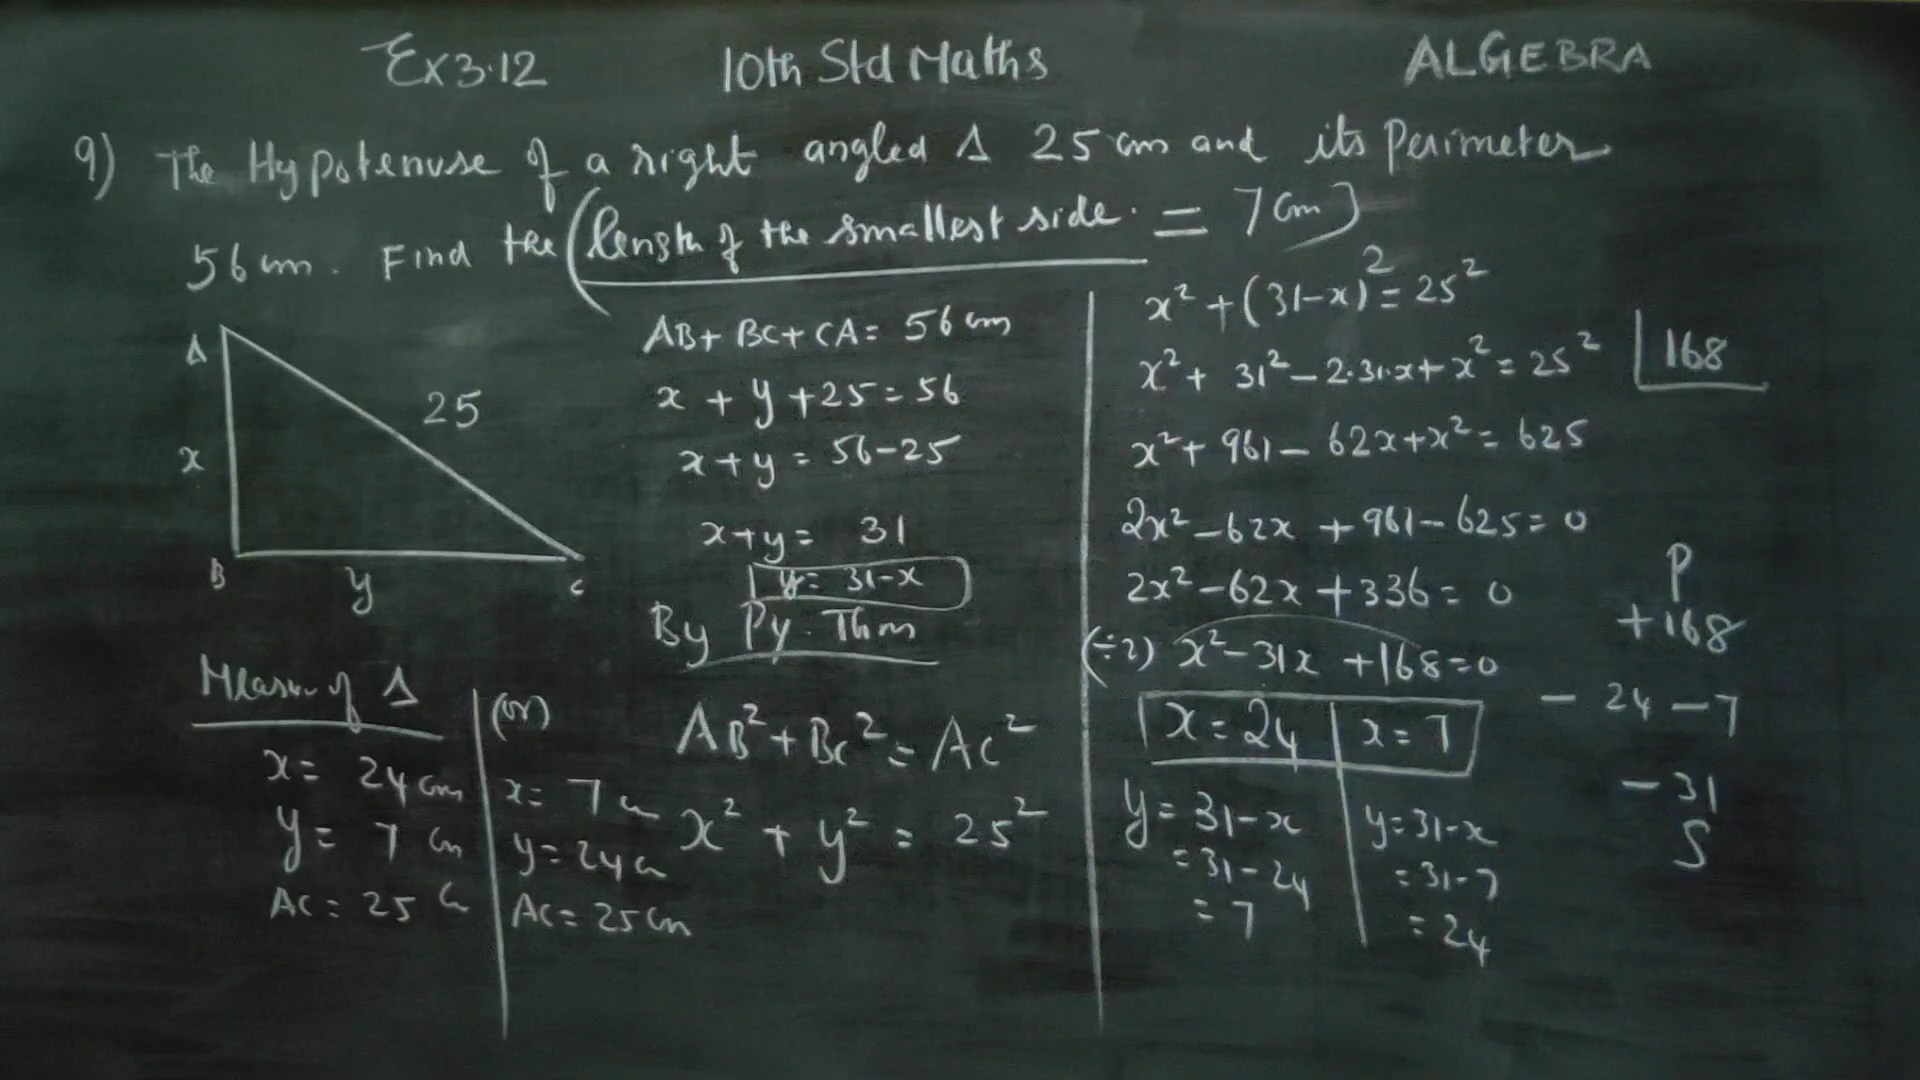 Ex 3.12 10th Std Maths ALGEBRA
9) The Hypotenuse of a right angled Δ 25 cm and its Perimeter
56 cm. Find the (length of the smallest side. = 7 cm)
A
25
x
B
y
C
AB + BC + CA = 56 cm
x + y + 25 = 56
x + y = 56 - 25
x + y = 31
y = 31 - x
By Py. Thm
AB² + BC² = AC²
x² + y² = 25²
Measure of Δ
x = 24 cm
y = 7 cm
AC = 25 cm
(or)
x = 7 cm
y = 24 cm
AC = 25 cm
x² + (31-x)² = 25²
x² + 31² - 2·31·x + x² = 25²
x² + 961 - 62x + x² = 625
2x² - 62x + 961 - 625 = 0
2x² - 62x + 336 = 0
(÷2) x² - 31x + 168 = 0
x = 24 x = 7
y = 31 - x
= 31 - 24
= 7
y = 31 - x
= 31 - 7
= 24
168
P
+168
- 24 - 7
- 31
S